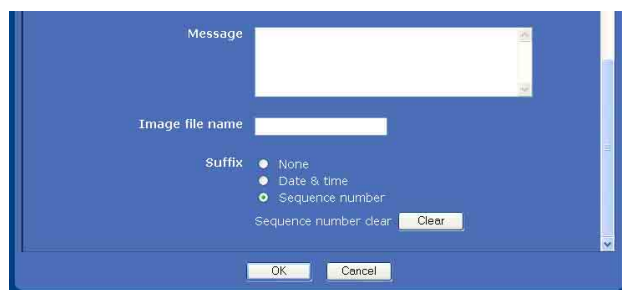 Message
Image file name
Suffix
None
Date & time
Sequence number
Sequence number clear Clear
OK Cancel